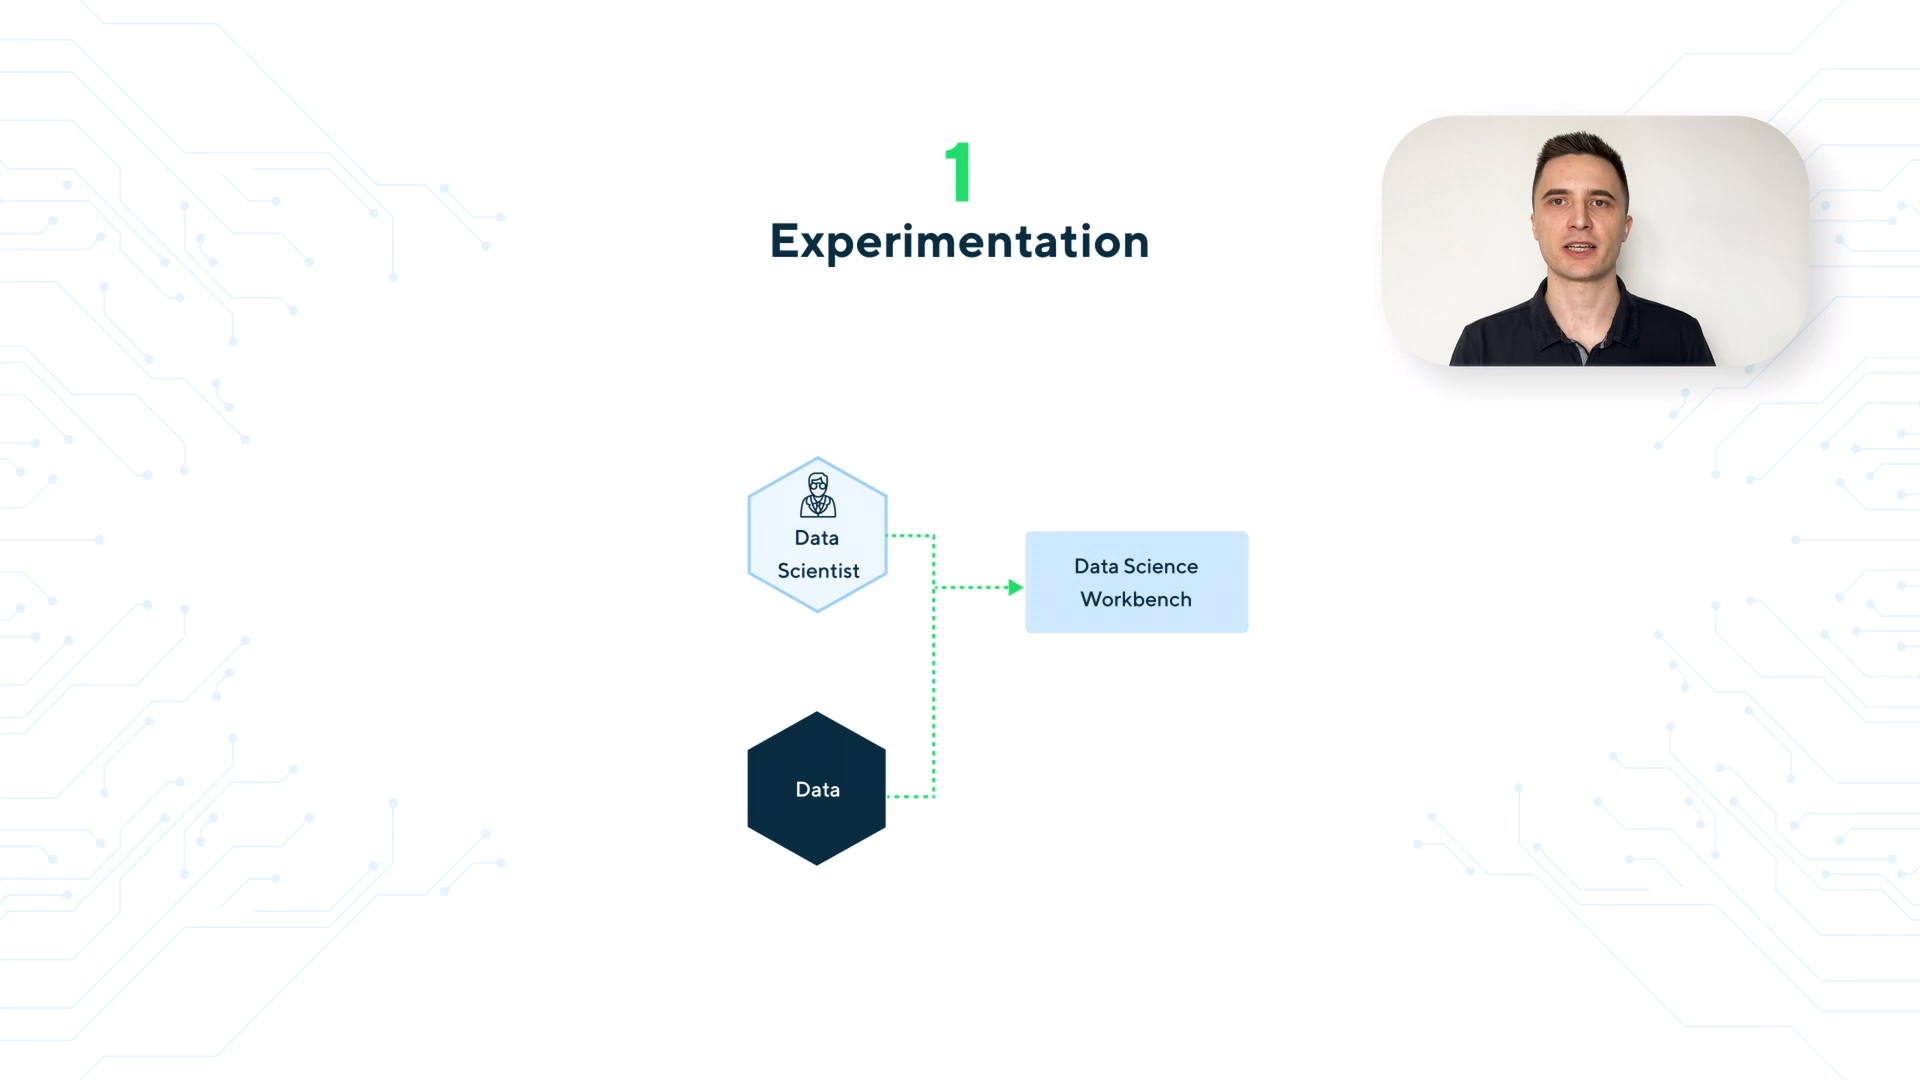 1
Experimentation
Data
Scientist
Data Science
Workbench
Data